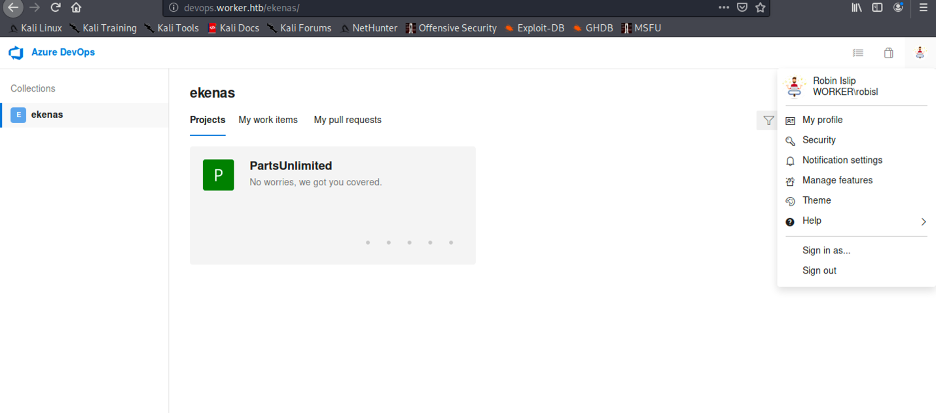 devops.worker.htb/ekenas/
Kali Linux Kali Training Kali Tools Kali Docs Kali Forums NetHunter Offensive Security Exploit-DB GHDB MSFU
Azure DevOps
Collections
E ekenas
ekenas
Projects My work items My pull requests
P PartsUnlimited
No worries, we got you covered.
Robin Islip
WORKER\robisl
My profile
Security
Notification settings
Manage features
Theme
Help
Sign in as...
Sign out